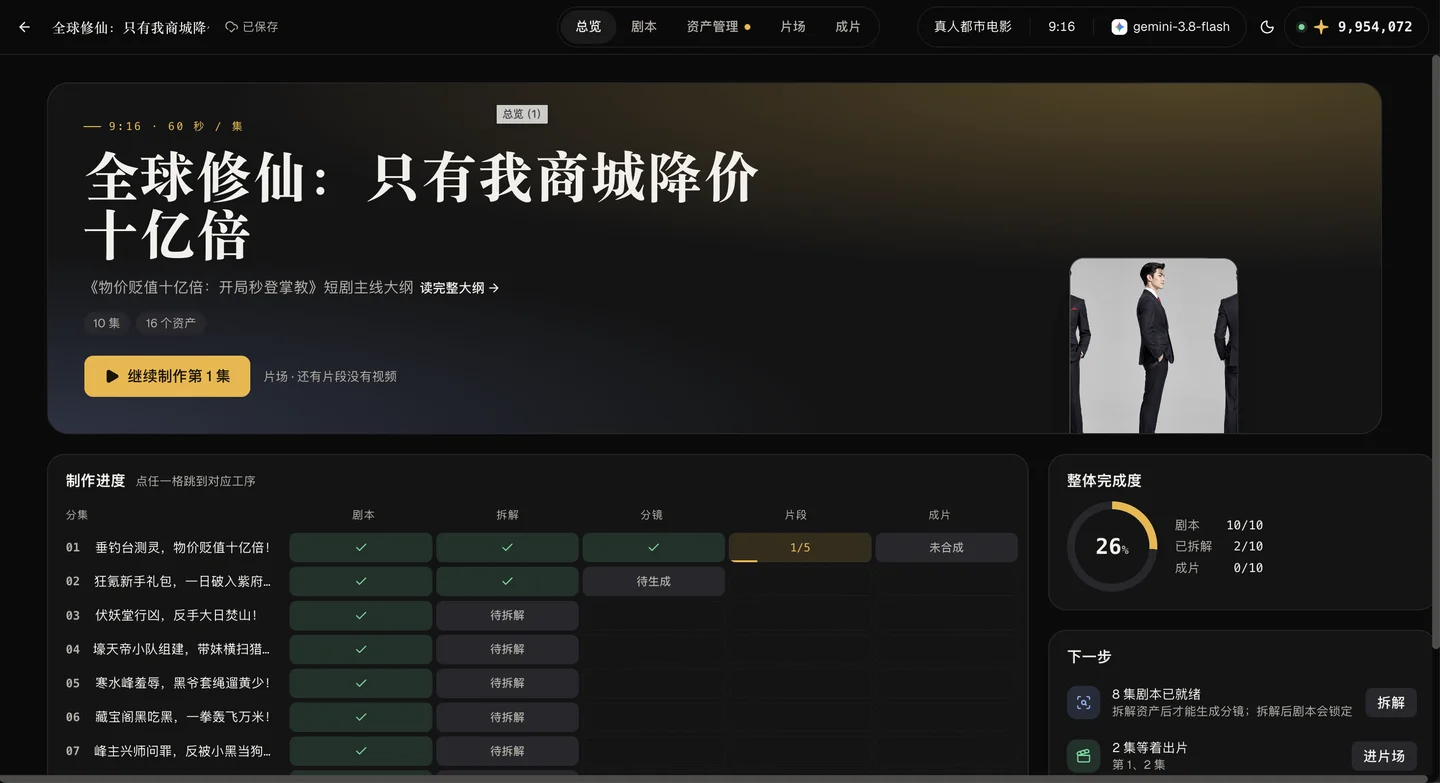 全球修仙：只有我商城降
已保存
总览
剧本
资产管理
片场
成片
真人都市电影
9:16
gemini-3.8-flash
9,954,072
总览 (1)
9:16 · 60 秒 / 集
全球修仙：只有我商城降价
十亿倍
《物价贬值十亿倍：开局秒登掌教》短剧主线大纲 读完整大纲 →
10 集
16 个资产
继续制作第 1 集
片场 · 还有片段没有视频
制作进度 点任一格跳到对应工序
分集 剧本 拆解 分镜 片段 成片
01 垂钓台测灵，物价贬值十亿倍！ ✓ ✓ ✓ 1/5 未合成
02 狂氪新手礼包，一日破入紫府… ✓ ✓ 待生成
03 伏妖堂行凶，反手大日焚山！ ✓ 待拆解
04 壕天帝小队组建，带妹横扫猎… ✓ 待拆解
05 寒水峰羞辱，黑爷套绳遛黄少！ ✓ 待拆解
06 藏宝阁黑吃黑，一拳轰飞万米！ ✓ 待拆解
07 峰主兴师问罪，反被小黑当狗… ✓ 待拆解
整体完成度
26%
剧本 10/10
已拆解 2/10
成片 0/10
下一步
8 集剧本已就绪
拆解资产后才能生成分镜；拆解后剧本会锁定
拆解
2 集等着出片
第 1、2 集
进片场